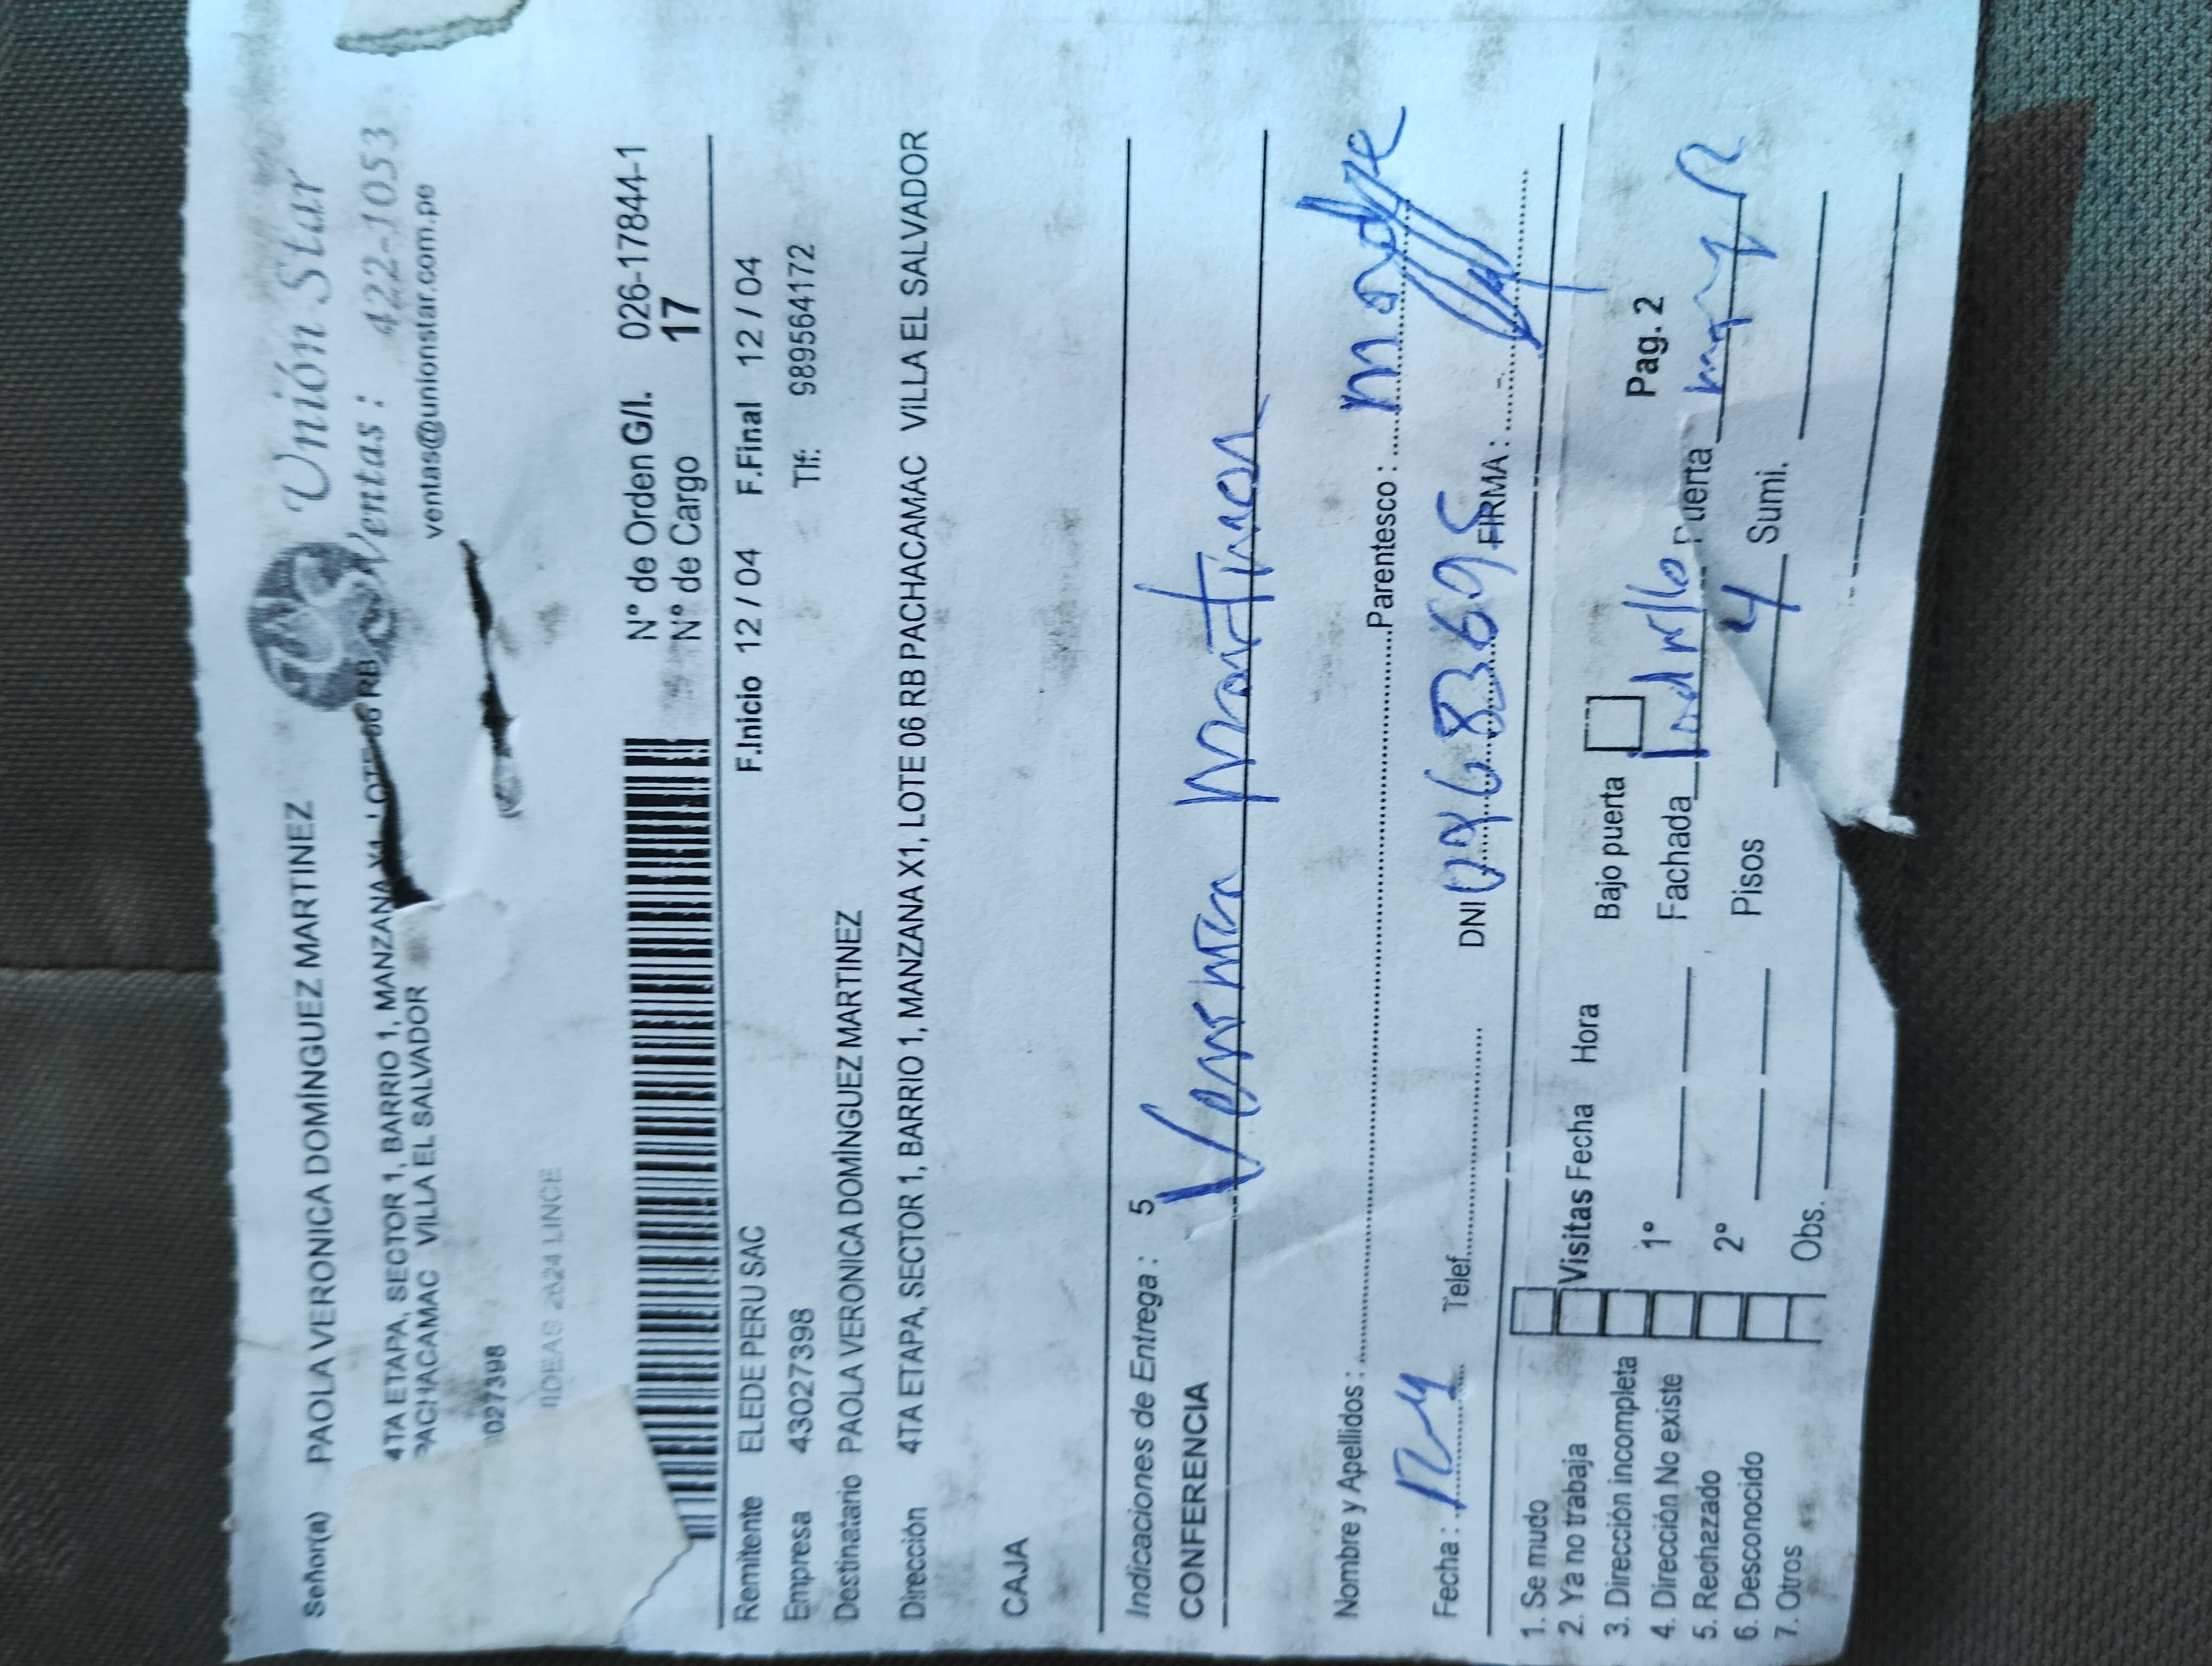 Unión Star
Ventas : 422-1053
ventas@unionstar.com.pe
Señor(a) PAOLA VERONICA DOMÍNGUEZ MARTINEZ
4TA ETAPA, SECTOR 1, BARRIO 1, MANZANA X1, LOTE 06 RB
PACHACAMAC VILLA EL SALVADOR
027398
2624 LINCE
N° de Orden G/I. 026-17844-1
N° de Cargo 17
Remitente ELEDE PERU SAC F.Inicio 12 / 04 F.Final 12 / 04
Empresa 43027398 Tlf: 989564172
Destinatario PAOLA VERONICA DOMÍNGUEZ MARTINEZ
Dirección 4TA ETAPA, SECTOR 1, BARRIO 1, MANZANA X1, LOTE 06 RB PACHACAMAC VILLA EL SALVADOR
CAJA
Indicaciones de Entrega : 5
CONFERENCIA
Nombre y Apellidos : Parentesco :
Fecha : Telef. DNI FIRMA :
1. Se mudo
2. Ya no trabaja
3. Dirección incompleta
4. Dirección No existe
5. Rechazado
6. Desconocido
7. Otros
Visitas Fecha Hora
1°
2°
Obs.
Bajo puerta Pag. 2
Fachada Ladrillo Puerta
Pisos 4 Sumi.